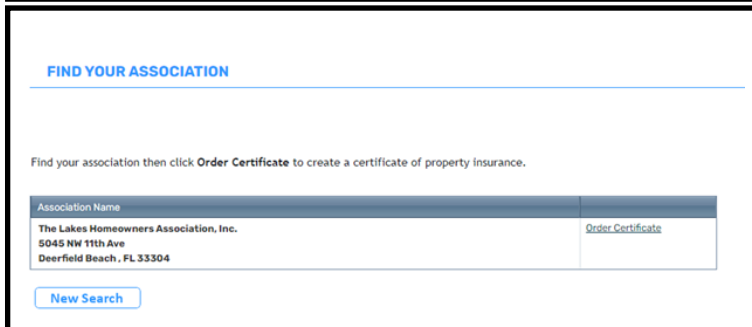 FIND YOUR ASSOCIATION
Find your association then click Order Certificate to create a certificate of property insurance.
Association Name
The Lakes Homeowners Association, Inc.
Order Certificate
5045 NW 11th Ave
Deerfield Beach , FL 33304
New Search